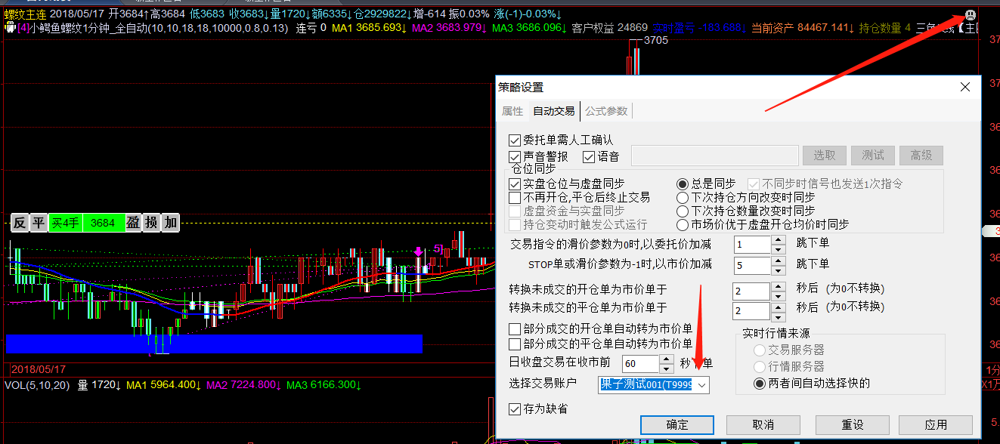 螺纹主连 2018/05/17 开3684↑高3684 低3683 收3683↓量1720↓额6335↓仓2929822↓增-614 振0.03% 涨(-1)-0.03%↓
[4]小鳄鱼螺纹1分钟_全自动(10,10,18,18,10000,0.8,0.13) 连亏 0 MA1 3685.693↓ MA2 3683.979↓ MA3 3686.096↓ 客户权益 24869 实时盈亏 -183.688↓ 当前资产 84467.141↓ 持仓数量 4
3705
策略设置
属性 自动交易 公式参数
委托单需人工确认
声音警报 语音 选取 测试 高级
仓位同步
实盘仓位与虚盘同步 总是同步 不同步时信号也发送1次指令
不再开仓,平仓后终止交易 下次持仓方向改变时同步
虚盘资金与实盘同步 下次持仓数量改变时同步
持仓变动时触发公式运行 市场价优于虚盘开仓均价时同步
反 平 买4手 3684 盈 损 加
交易指令的滑价参数为0时,以委托价加减 1 跳下单
STOP单或滑价参数为-1时,以市价加减 5 跳下单
5
转换未成交的开仓单为市价单于 2 秒后 (为0不转换)
转换未成交的平仓单为市价单于 2 秒后 (为0不转换)
部分成交的开仓单自动转为市价单
部分成交的平仓单自动转为市价单
实时行情来源
交易服务器
行情服务器
两者间自动选择快的
日收盘交易在收市前 60 秒下单
选择交易账户 果子测试001(T9999
存为缺省
确定 取消 重设 应用
2018/05/17
VOL(5,10,20) 量 1720↓ MA1 5964.400↓ MA2 7224.800↓ MA3 6166.300↓